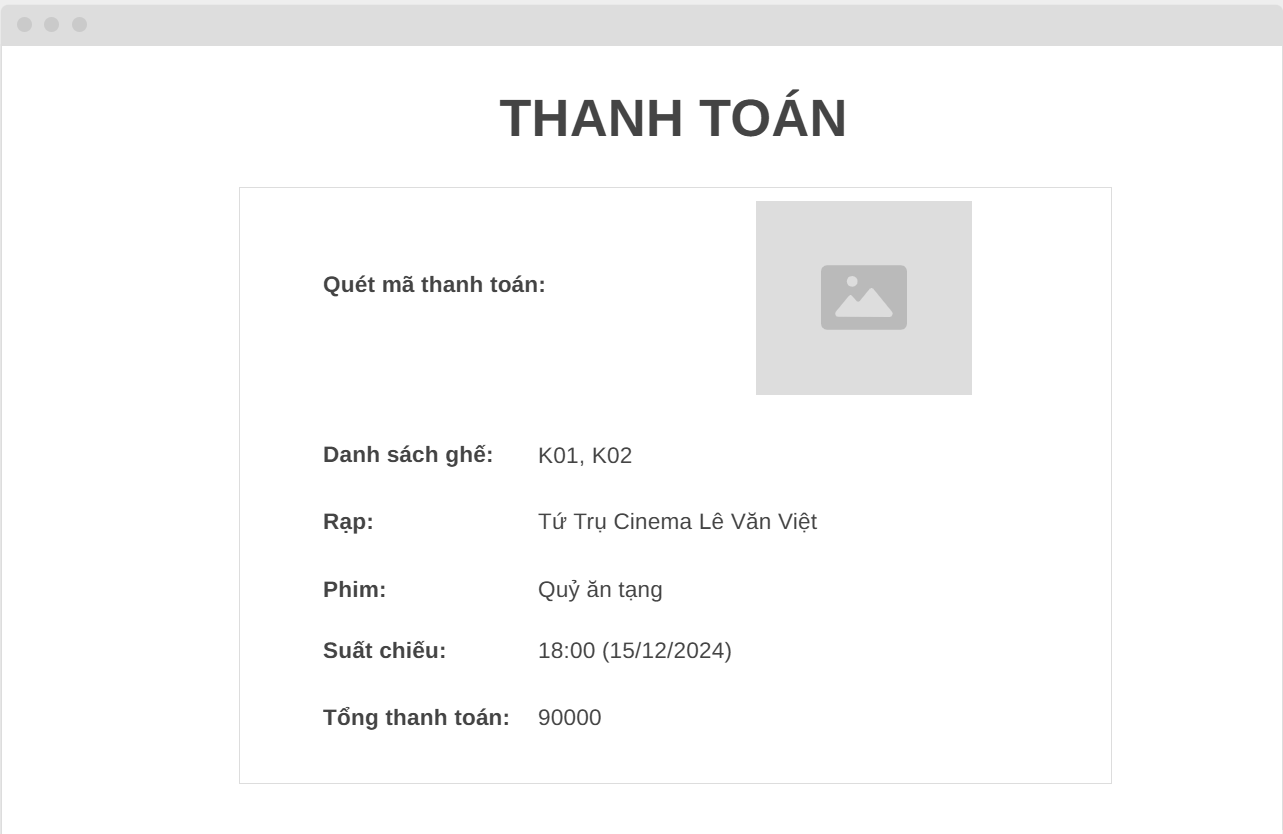 THANH TOÁN
Quét mã thanh toán:
Danh sách ghế: K01, K02
Rạp: Tứ Trụ Cinema Lê Văn Việt
Phim: Quỷ ăn tạng
Suất chiếu: 18:00 (15/12/2024)
Tổng thanh toán: 90000